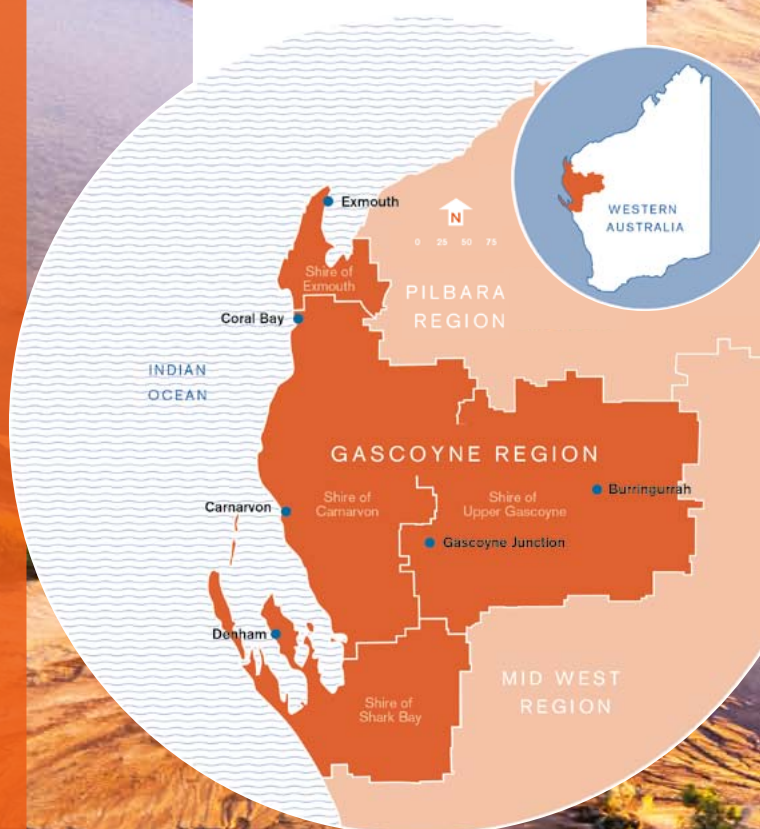 Exmouth
N
0 25 50 75
WESTERN
AUSTRALIA
Shire of
Exmouth
PILBARA
REGION
Coral Bay
INDIAN
OCEAN
GASCOYNE REGION
Shire of
Carnarvon
Shire of
Upper Gascoyne
Burringurrah
Carnarvon
Gascoyne Junction
Denham
MID WEST
REGION
Shire of
Shark Bay